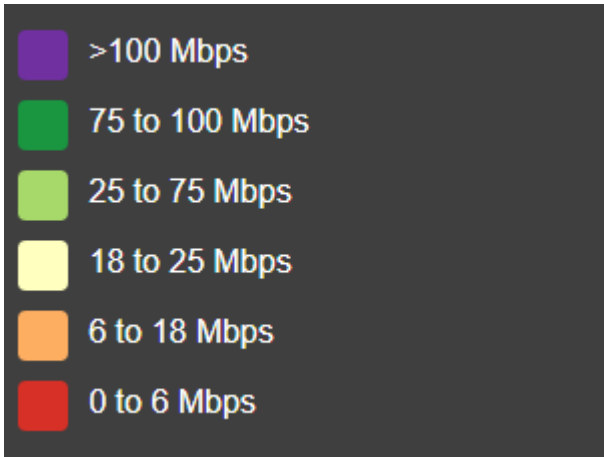 >100 Mbps
75 to 100 Mbps
25 to 75 Mbps
18 to 25 Mbps
6 to 18 Mbps
0 to 6 Mbps